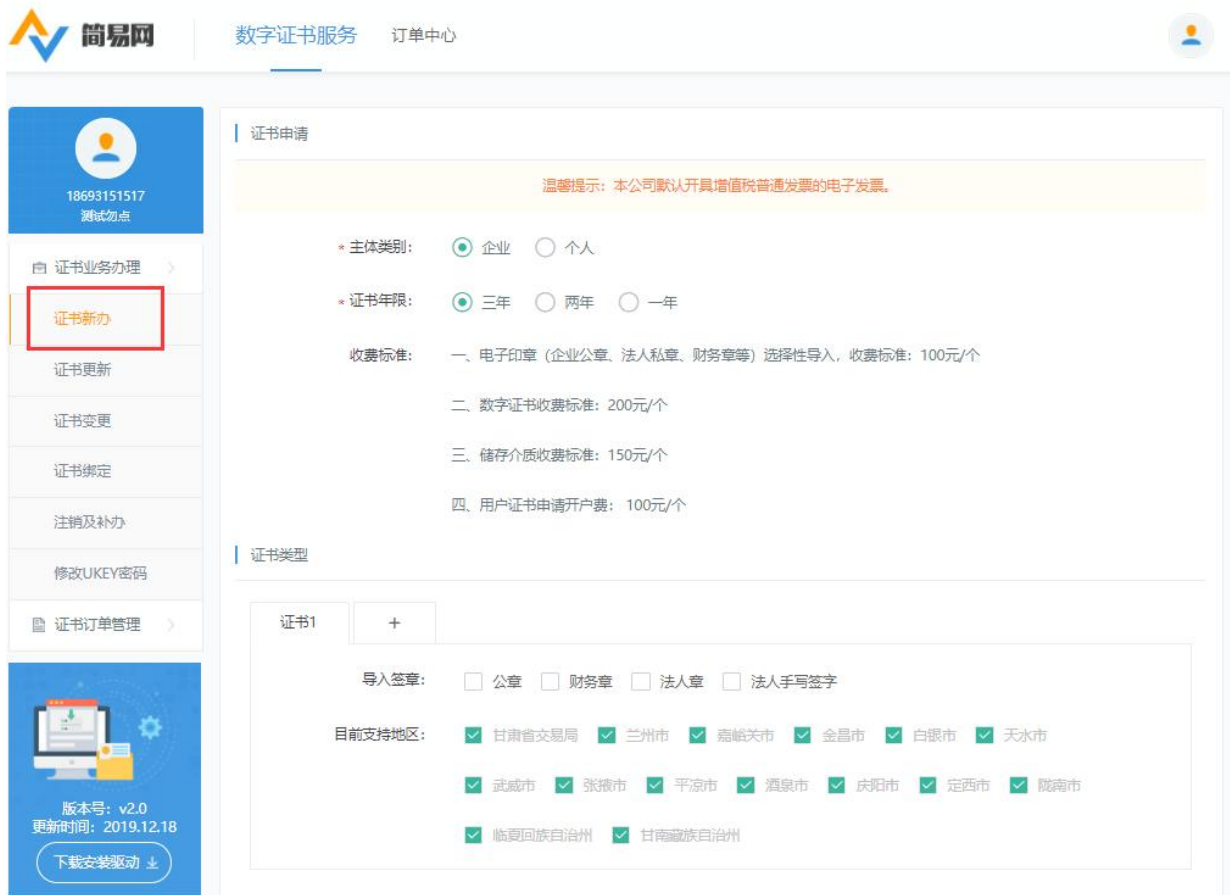 简易网
数字证书服务
订单中心
18693151517
测试勿点
证书业务办理
证书新办
证书更新
证书变更
证书绑定
注销及补办
修改UKEY密码
证书订单管理
版本号：v2.0
更新时间：2019.12.18
下载安装驱动
证书申请
温馨提示：本公司默认开具增值税普通发票的电子发票。
* 主体类别： 企业 个人
* 证书年限： 三年 两年 一年
收费标准： 一、电子印章（企业公章、法人私章、财务章等）选择性导入，收费标准：100元/个
二、数字证书收费标准：200元/个
三、储存介质收费标准：150元/个
四、用户证书申请开户费： 100元/个
证书类型
证书1 +
导入签章： 公章 财务章 法人章 法人手写签字
目前支持地区： 甘肃省交易局 兰州市 嘉峪关市 金昌市 白银市 天水市
武威市 张掖市 平凉市 酒泉市 庆阳市 定西市 陇南市
临夏回族自治州 甘南藏族自治州